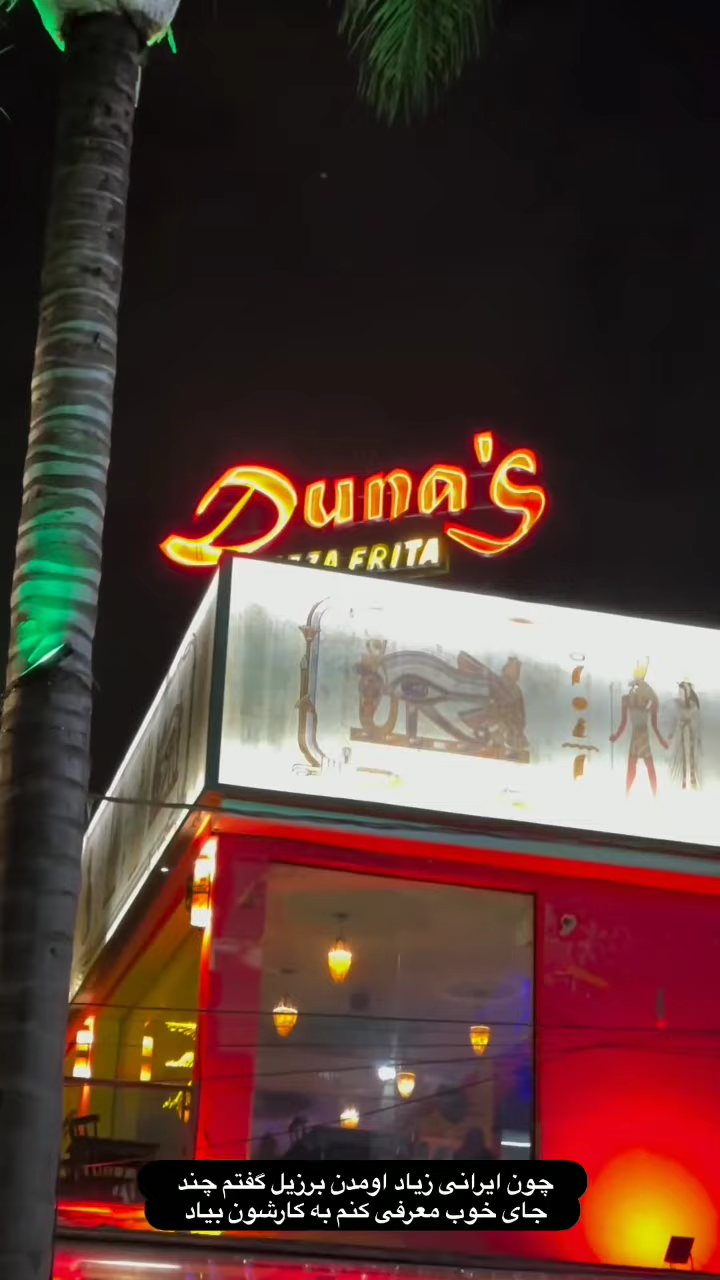 Duna's
FRITA
چون ایرانی زیاد اومدن برزیل گفتم چند
جای خوب معرفی کنم به کارشون بیاد